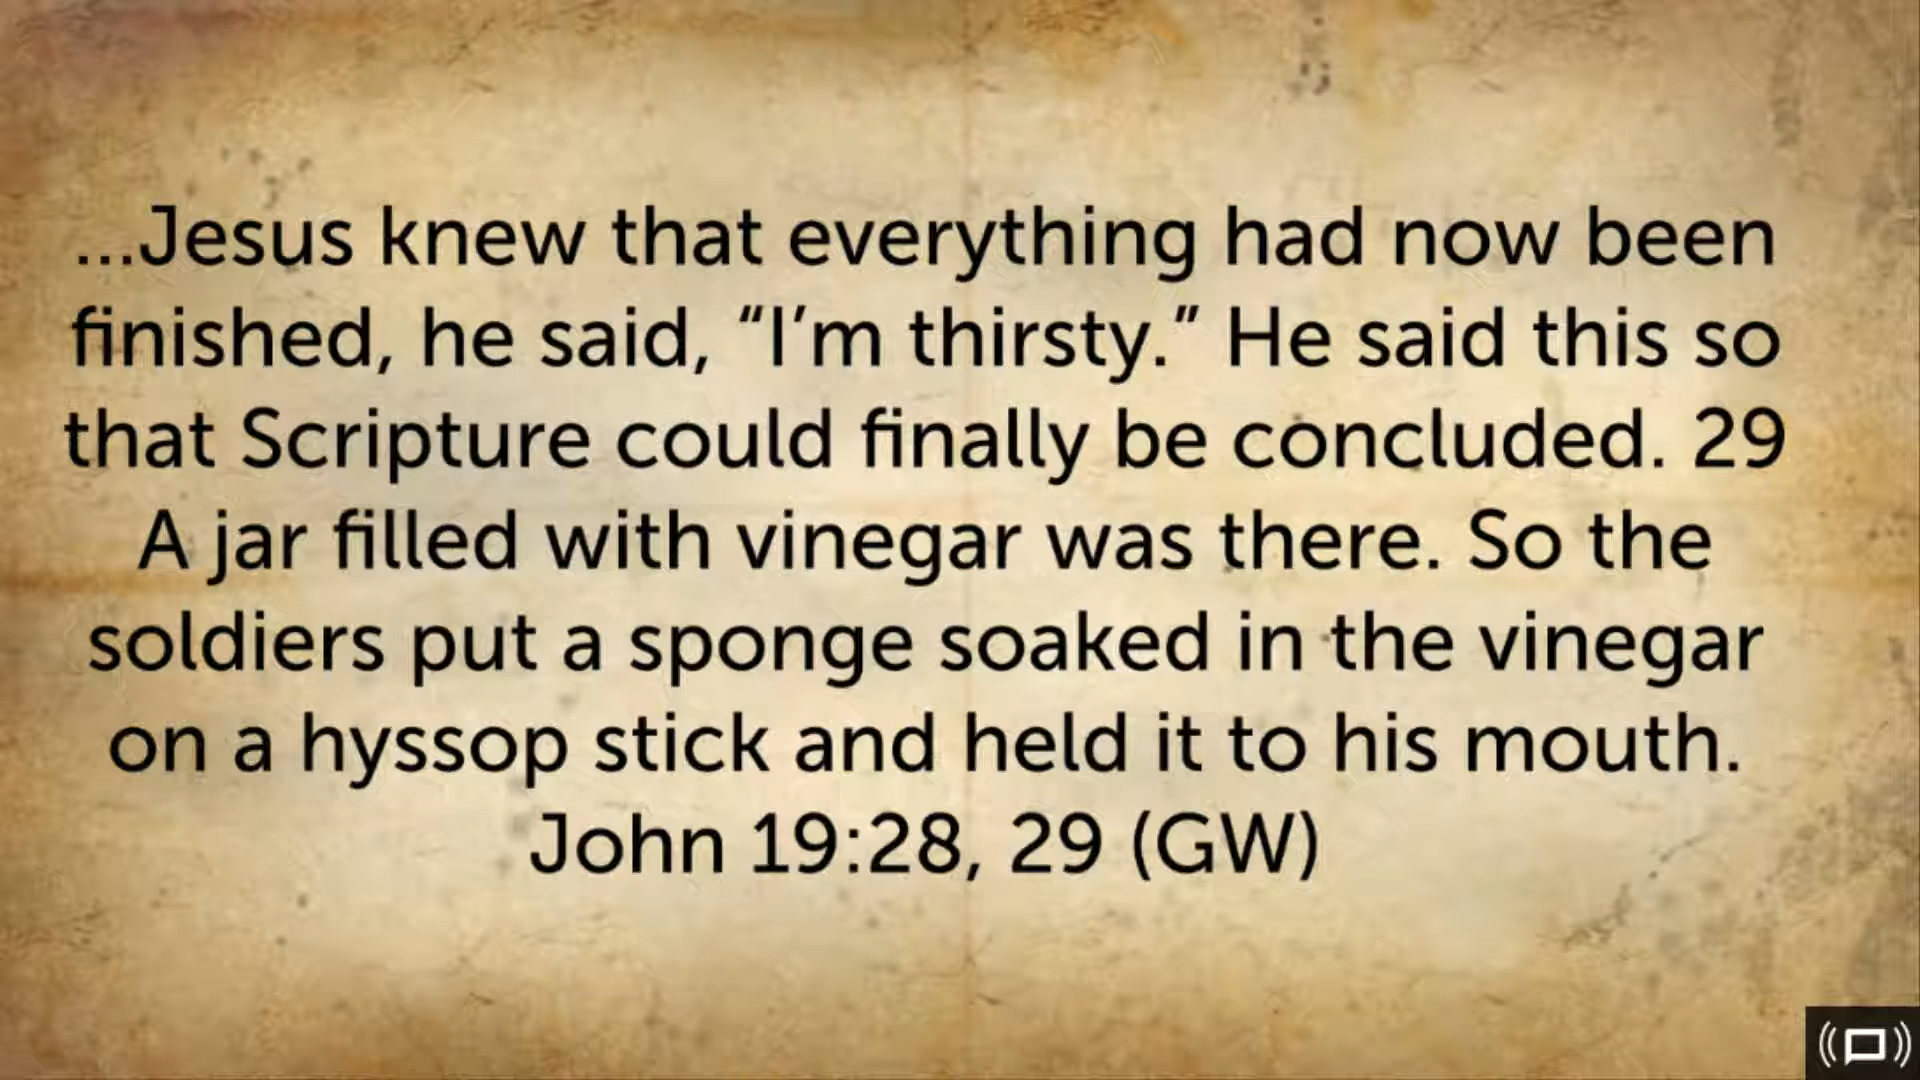 ...Jesus knew that everything had now been
finished, he said, “I’m thirsty.” He said this so
that Scripture could finally be concluded. 29
A jar filled with vinegar was there. So the
soldiers put a sponge soaked in the vinegar
on a hyssop stick and held it to his mouth.
John 19:28, 29 (GW)